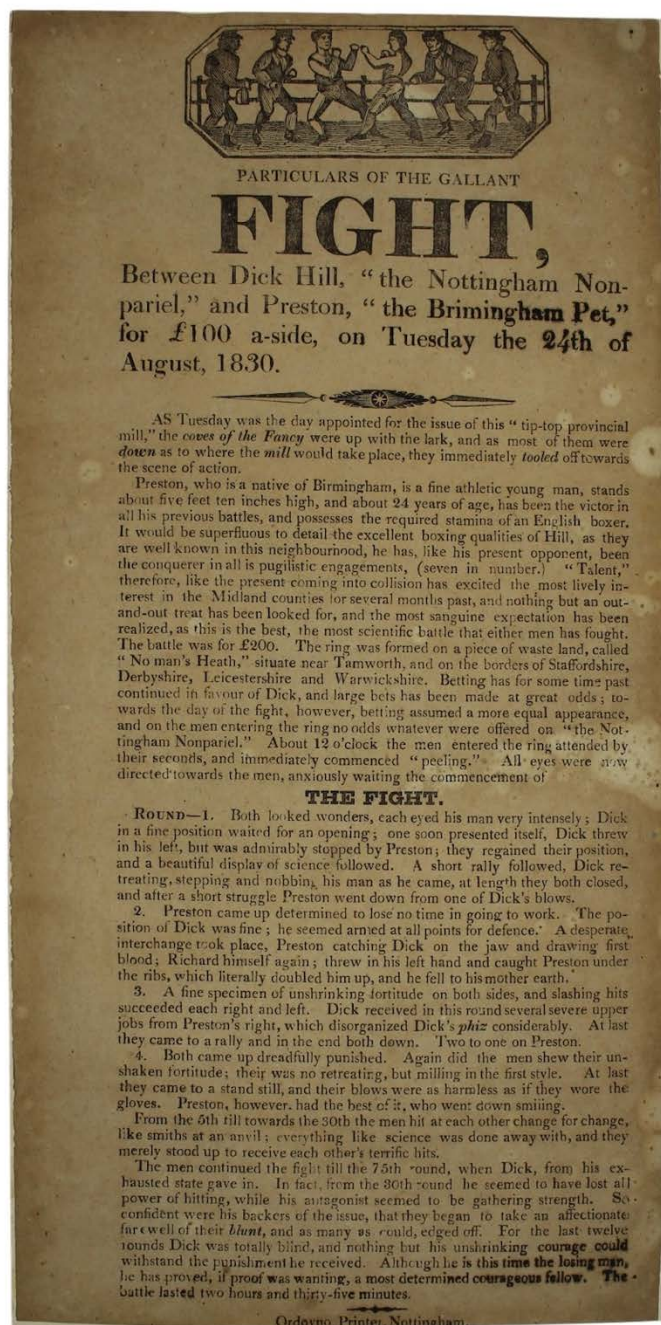 PARTICULARS OF THE GALLANT
FIGHT,
Between Dick Hill, "the Nottingham Non-
pariel," and Preston, "the Brimingham Pet,"
for £100 a-side, on Tuesday the 24th of
August, 1830.
AS Tuesday was the day appointed for the issue of this "tip-top provincial
mill," the coves of the Fancy were up with the lark, and as most of them were
down as to where the mill would take place, they immediately tooled off towards
the scene of action.
Preston, who is a native of Birmingham, is a fine athletic young man, stands
about five feet ten inches high, and about 24 years of age, has been the victor in
all his previous battles, and possesses the required stamina of an English boxer.
It would be superfluous to detail the excellent boxing qualities of Hill, as they
are well known in this neighbourhood, he has, like his present opponent, been
the conquerer in all is pugilistic engagements, (seven in number.) "Talent,"
therefore, like the present coming into collision has excited the most lively in-
terest in the Midland counties for several months past, and nothing but an out-
and-out treat has been looked for, and the most sanguine expectation has been
realized, as this is the best, the most scientific battle that either men has fought.
The battle was for £200. The ring was formed on a piece of waste land, called
"No man's Heath," situate near Tamworth, and on the borders of Staffordshire,
Derbyshire, Leicestershire and Warwickshire. Betting has for some time past
continued in favour of Dick, and large bets has been made at great odds; to-
wards the day of the fight, however, betting assumed a more equal appearance,
and on the men entering the ring no odds whatever were offered on "the Not-
tingham Nonpariel." About 12 o'clock the men entered the ring attended by
their seconds, and immediately commenced "peeling." All eyes were now
directed towards the men, anxiously waiting the commencement of
THE FIGHT.
ROUND—1. Both looked wonders, each eyed his man very intensely; Dick
in a fine position waited for an opening; one soon presented itself, Dick threw
in his left, but was admirably stopped by Preston; they regained their position,
and a beautiful display of science followed. A short rally followed, Dick re-
treating, stepping and nobbing his man as he came, at length they both closed,
and after a short struggle Preston went down from one of Dick's blows.
2. Preston came up determined to lose no time in going to work. The po-
sition of Dick was fine; he seemed armed at all points for defence. A desperate
interchange took place, Preston catching Dick on the jaw and drawing first
blood; Richard himself again; threw in his left hand and caught Preston under
the ribs, which literally doubled him up, and he fell to his mother earth.
3. A fine specimen of unshrinking fortitude on both sides, and slashing hits
succeeded each right and left. Dick received in this round several severe upper
jobs from Preston's right, which disorganized Dick's phiz considerably. At last
they came to a rally and in the end both down. Two to one on Preston.
4. Both came up dreadfully punished. Again did the men shew their un-
shaken fortitude; their was no retreating, but milling in the first style. At last
they came to a stand still, and their blows were as harmless as if they wore the
gloves. Preston, however. had the best of it, who went down smiling.
From the 5th till towards the 30th the men hit at each other change for change,
like smiths at an anvil; everything like science was done away with, and they
merely stood up to receive each other's terrific hits.
The men continued the fight till the 75th round, when Dick, from his ex-
hausted state gave in. In fact, from the 30th round he seemed to have lost all
power of hitting, while his antagonist seemed to be gathering strength. So
confident were his backers of the issue, that they began to take an affectionate
farewell of their blunt, and as many as could, edged off. For the last twelve
rounds Dick was totally blind, and nothing but his unshrinking courage could
withstand the punishment he received. Although he is this time the losing man,
he has proved, if proof was wanting, a most determined courageous fellow. The
battle lasted two hours and thirty-five minutes.
Ordoyno Printer Nottingham